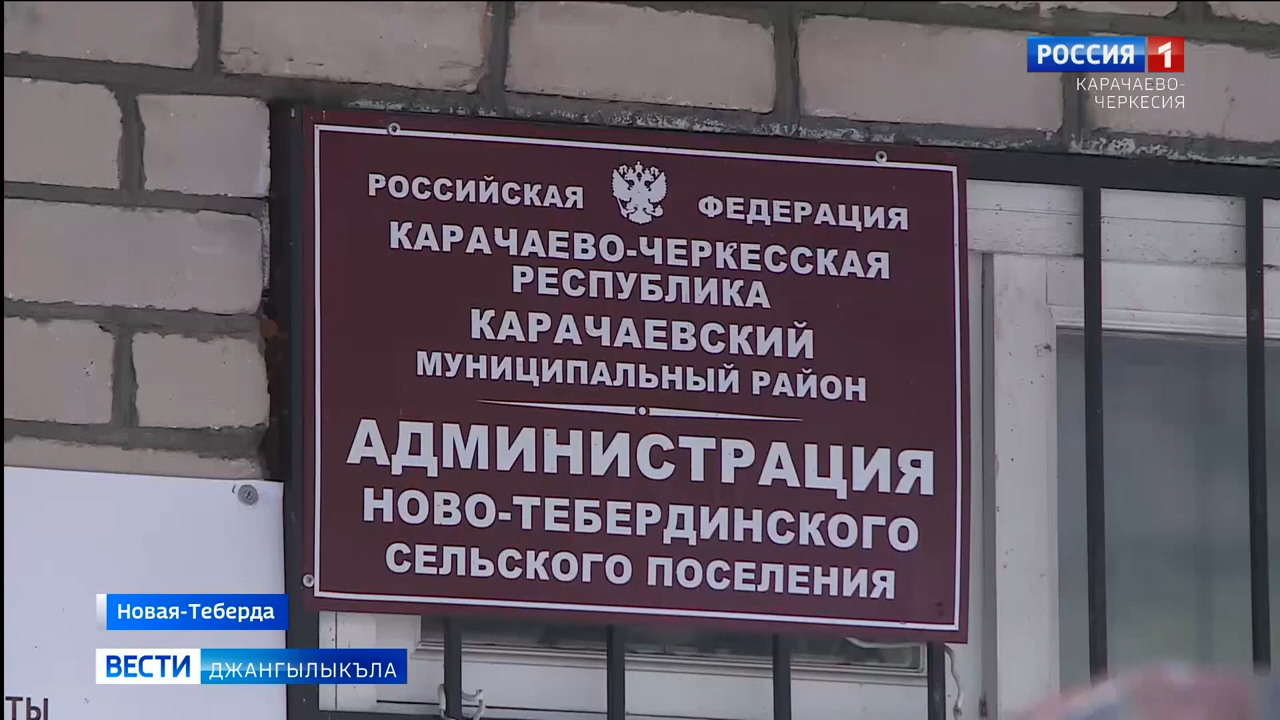 РОССИЯ 1
КАРАЧАЕВО-
ЧЕРКЕСИЯ
РОССИЙСКАЯ ФЕДЕРАЦИЯ
КАРАЧАЕВО-ЧЕРКЕССКАЯ
РЕСПУБЛИКА
КАРАЧАЕВСКИЙ
МУНИЦИПАЛЬНЫЙ РАЙОН
АДМИНИСТРАЦИЯ
НОВО-ТЕБЕРДИНСКОГО
СЕЛЬСКОГО ПОСЕЛЕНИЯ
Новая-Теберда
ВЕСТИ ДЖАНГЫЛЫКЪЛА
ТЫ